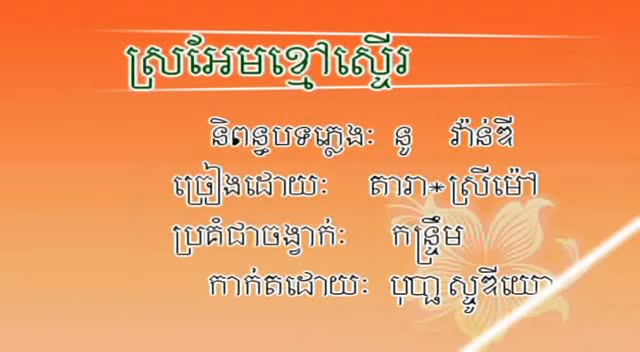 ស្រអែមខ្មៅស្ទើរ
និពន្ធបទភ្លេងៈ នូ វ៉ាន់ឌី
ច្រៀងដោយៈ តារា*ស្រីម៉ៅ
ប្រគំជាចង្វាក់ៈ កន្ទ្រឹម
កាក់តដោយៈ បុប្ផា ស្ទូឌីយោ